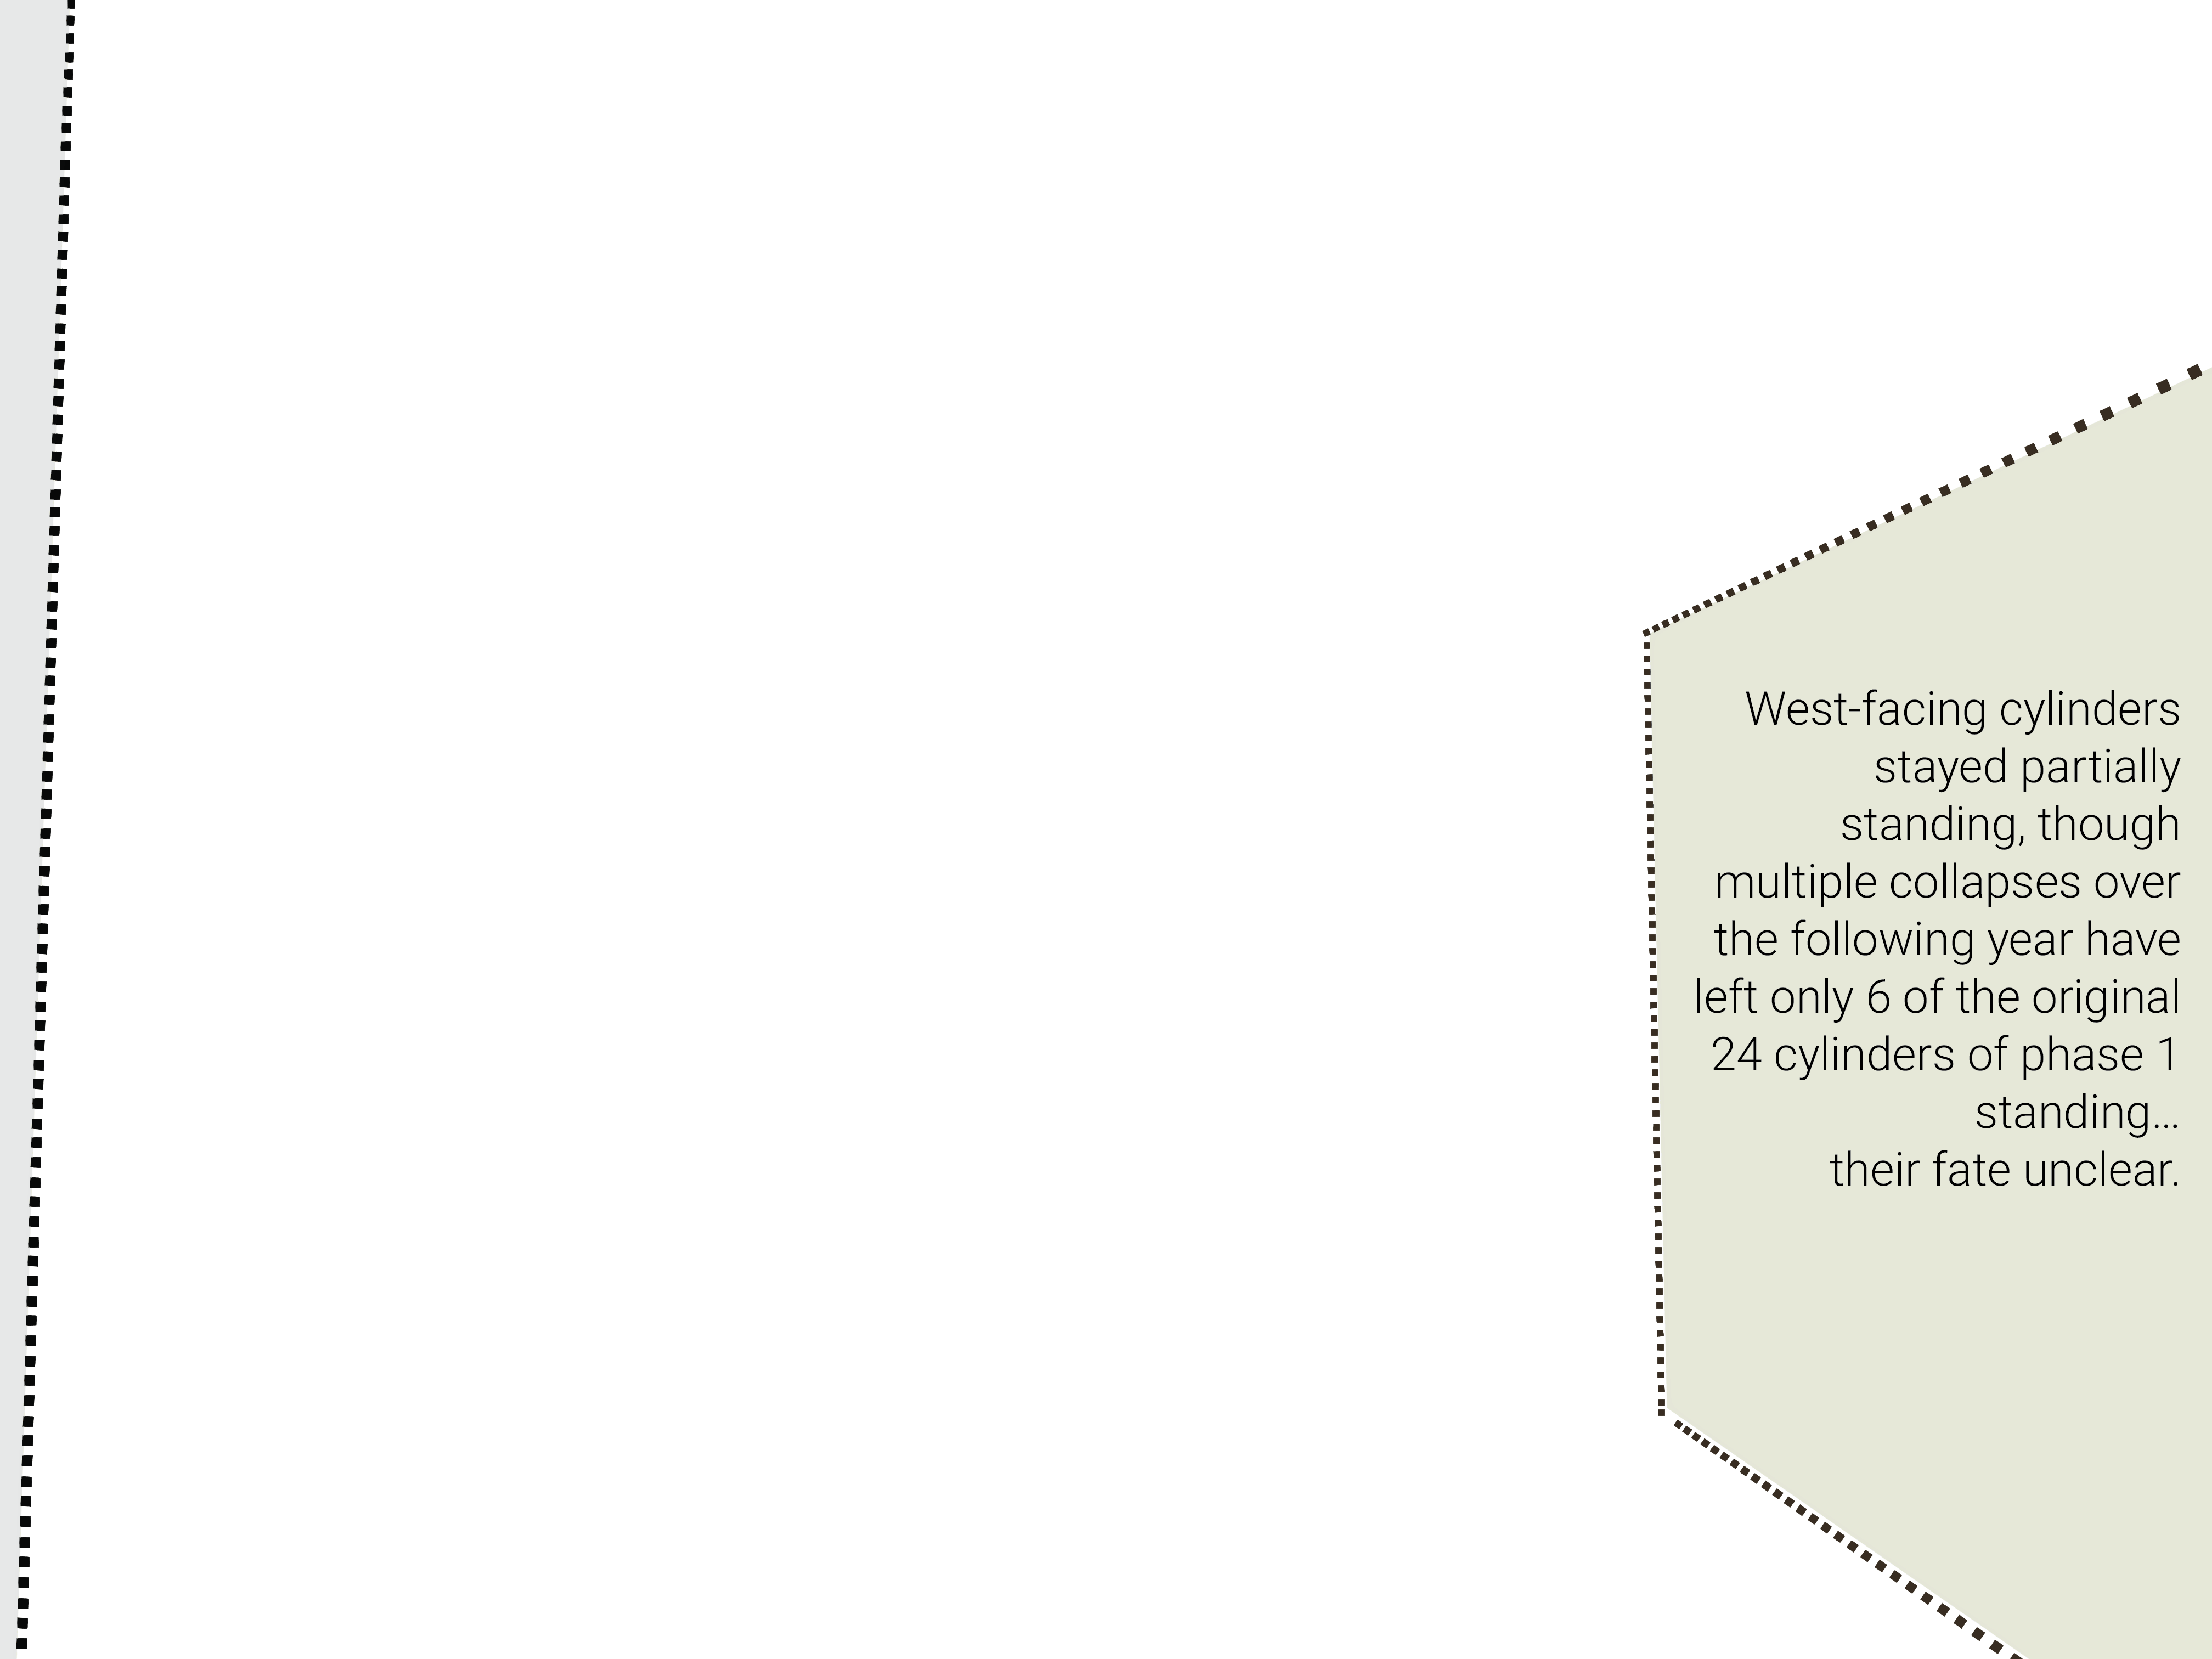 West-facing cylinders
stayed partially
standing, though
multiple collapses over
the following year have
left only 6 of the original
24 cylinders of phase 1
standing...
their fate unclear.